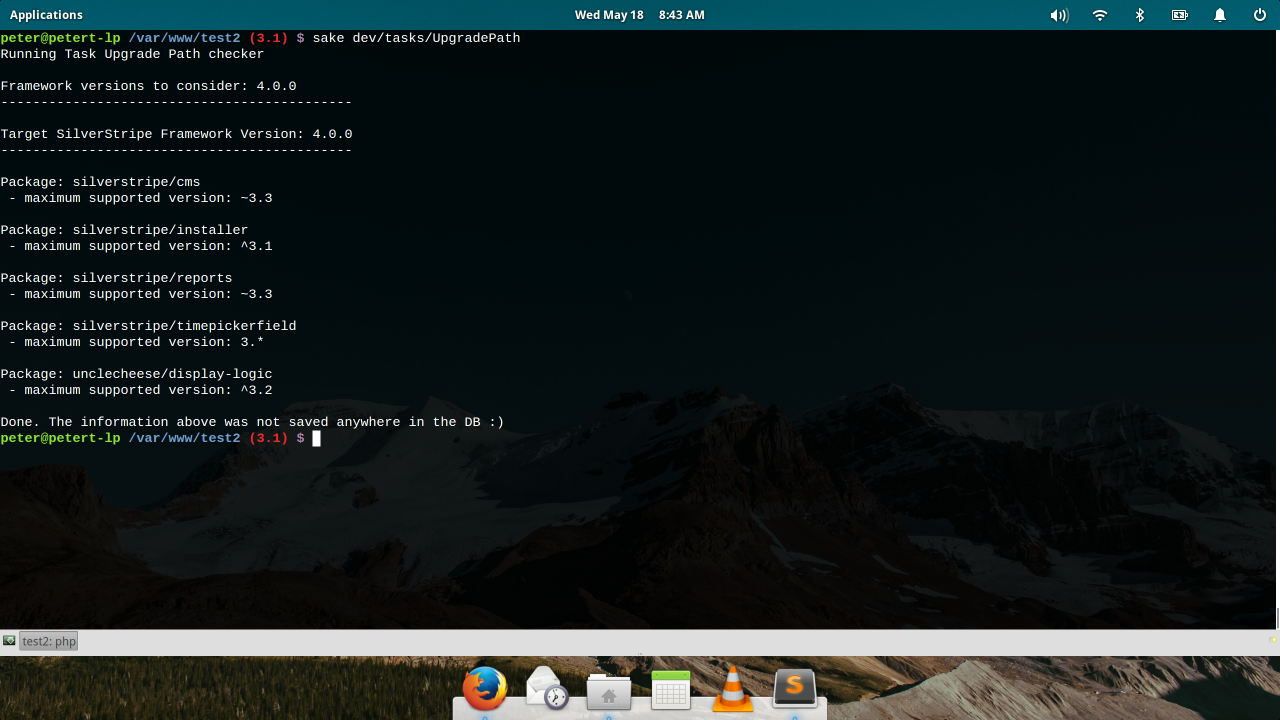 Applications
Wed May 18 8:43 AM
peter@petert-lp /var/www/test2 (3.1) $ sake dev/tasks/UpgradePath
Running Task Upgrade Path checker
Framework versions to consider: 4.0.0
--------------------------------------------
Target SilverStripe Framework Version: 4.0.0
--------------------------------------------
Package: silverstripe/cms
- maximum supported version: ~3.3
Package: silverstripe/installer
- maximum supported version: ^3.1
Package: silverstripe/reports
- maximum supported version: ~3.3
Package: silverstripe/timepickerfield
- maximum supported version: 3.*
Package: unclecheese/display-logic
- maximum supported version: ^3.2
Done. The information above was not saved anywhere in the DB :)
peter@petert-lp /var/www/test2 (3.1) $
test2: php
S